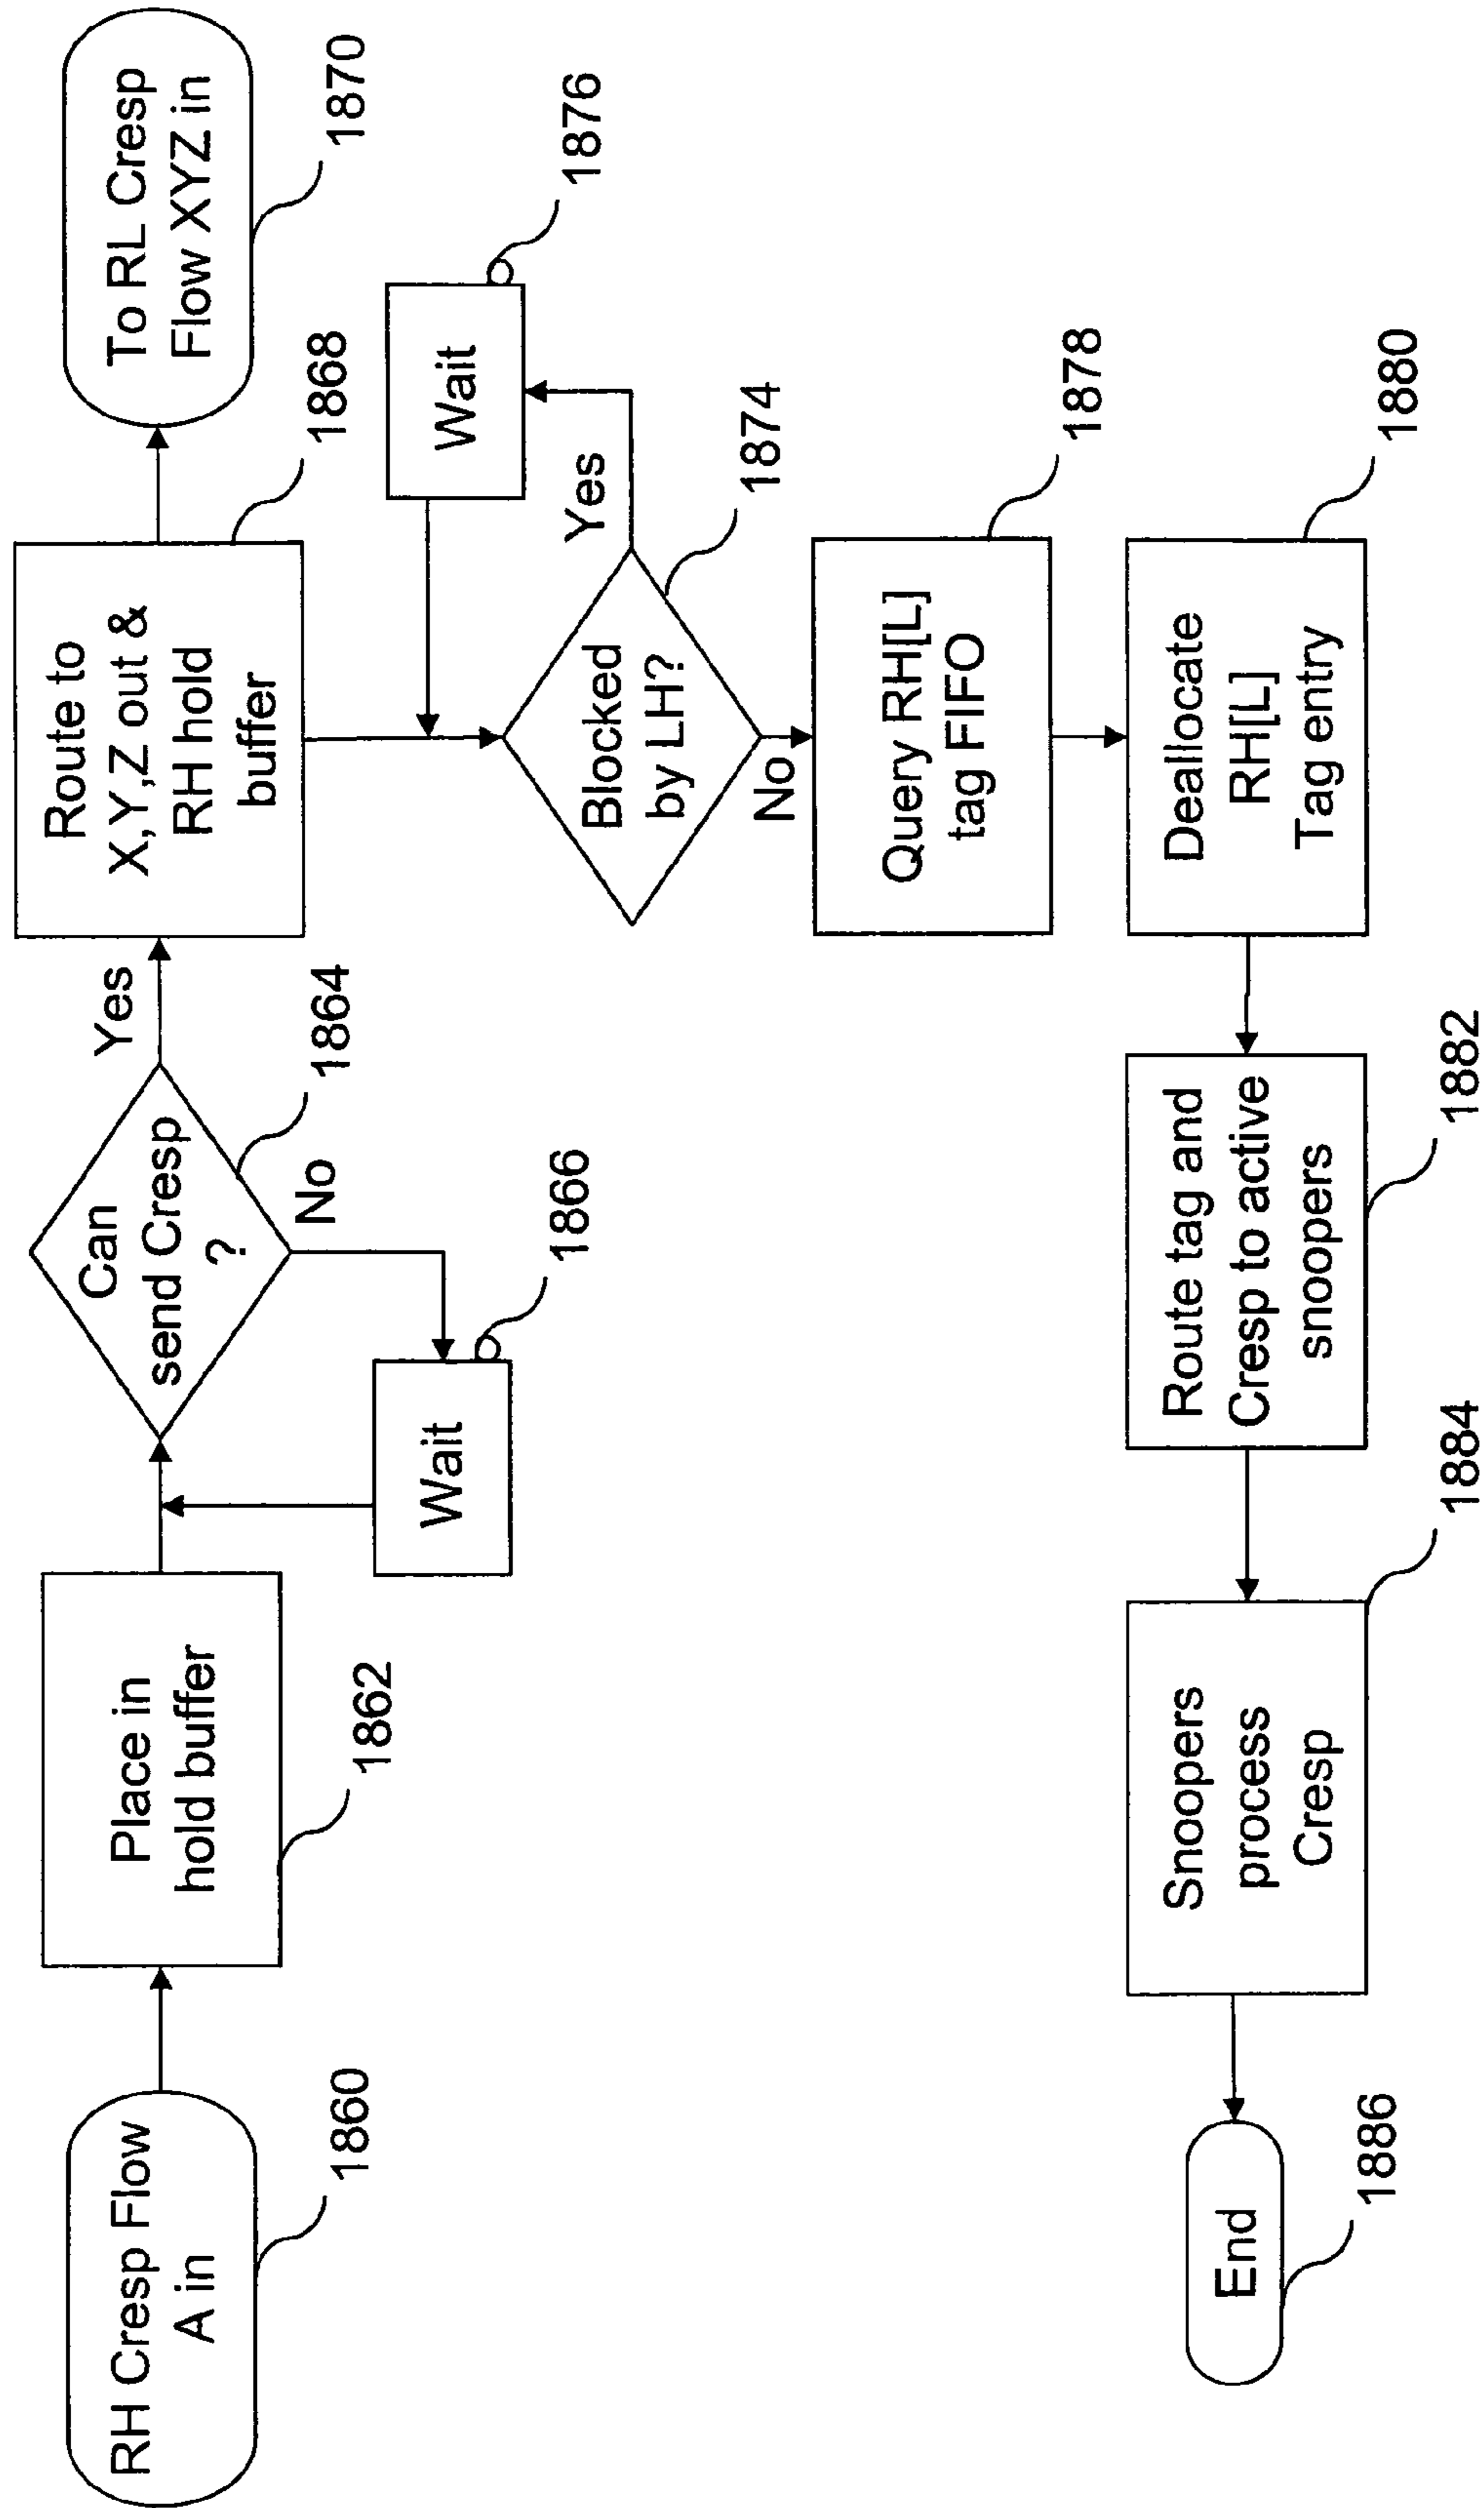 RH Cresp Flow
A in
1860
Place in
hold buffer
1862
Can
send Cresp
?
1864
Yes
No
Wait
1866
Route to
X,Y,Z out &
RH hold
buffer
1868
To RL Cresp
Flow XYZ in
1870
Blocked
by LH?
1874
Yes
Wait
1876
No
Query RH[L]
tag FIFO
1878
Deallocate
RH[L]
Tag entry
1880
Route tag and
Cresp to active
snoopers
1882
Snoopers
process
Cresp
1884
End
1886